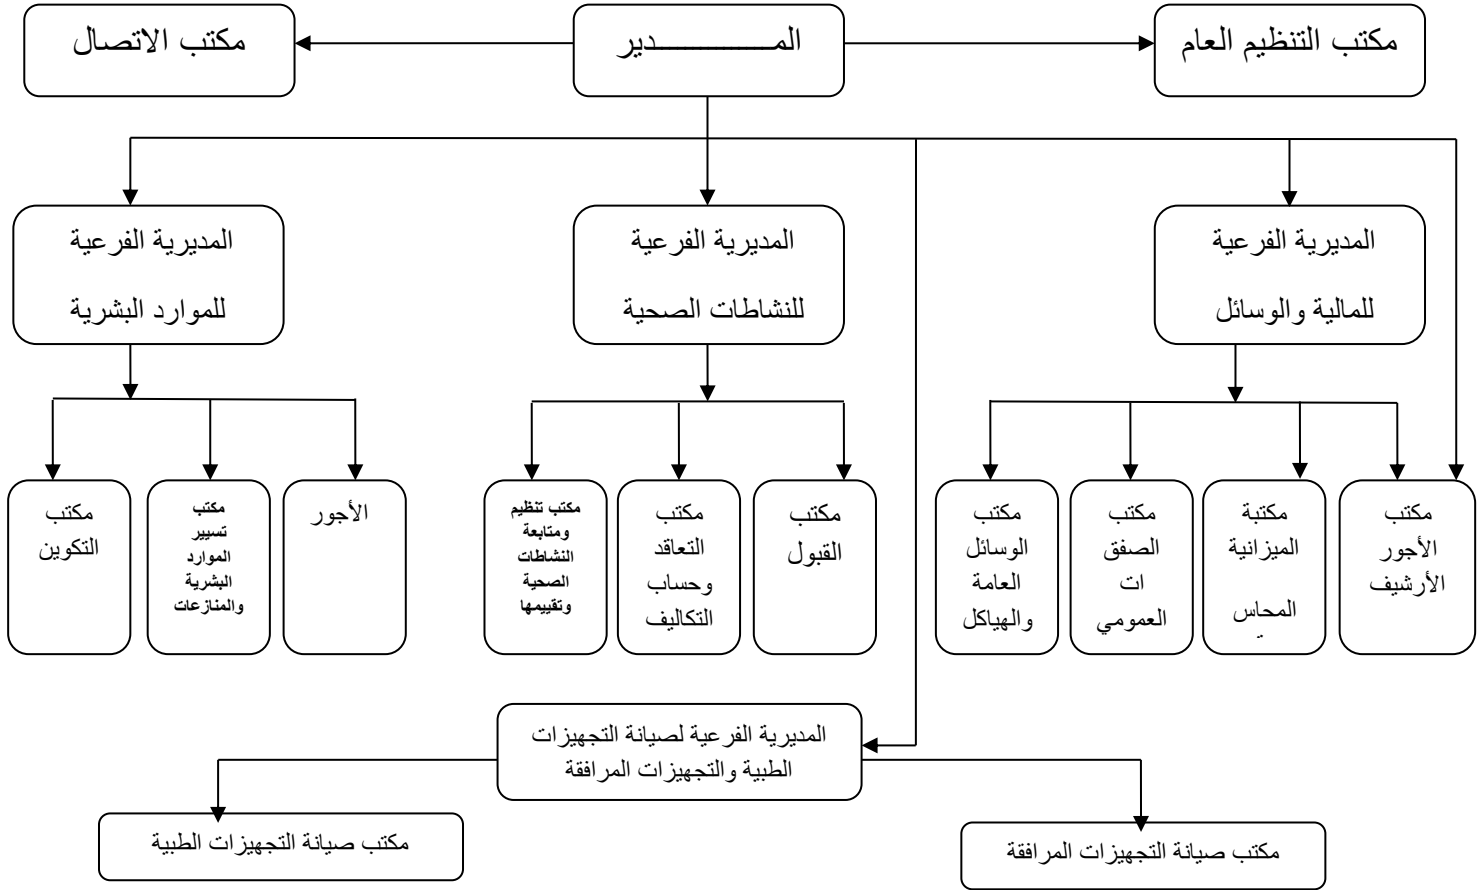 مكتب التنظيم العام
المـــــــــــــدير
مكتب الاتصال
المديرية الفرعية
للمالية والوسائل
المديرية الفرعية
للنشاطات الصحية
المديرية الفرعية
للموارد البشرية
مكتب
الأجور
الأرشيف
مكتبة
الميزانية
المحاس
مكتب
الصفق
ات
العمومي
مكتب
الوسائل
العامة
والهياكل
مكتب
القبول
مكتب
التعاقد
وحساب
التكاليف
مكتب تنظيم
ومتابعة
النشاطات
الصحية
وتقييمها
الأجور
مكتب
تسيير
الموارد
البشرية
والمنازعات
مكتب
التكوين
المديرية الفرعية لصيانة التجهيزات
الطبية والتجهيزات المرافقة
مكتب صيانة التجهيزات المرافقة
مكتب صيانة التجهيزات الطبية